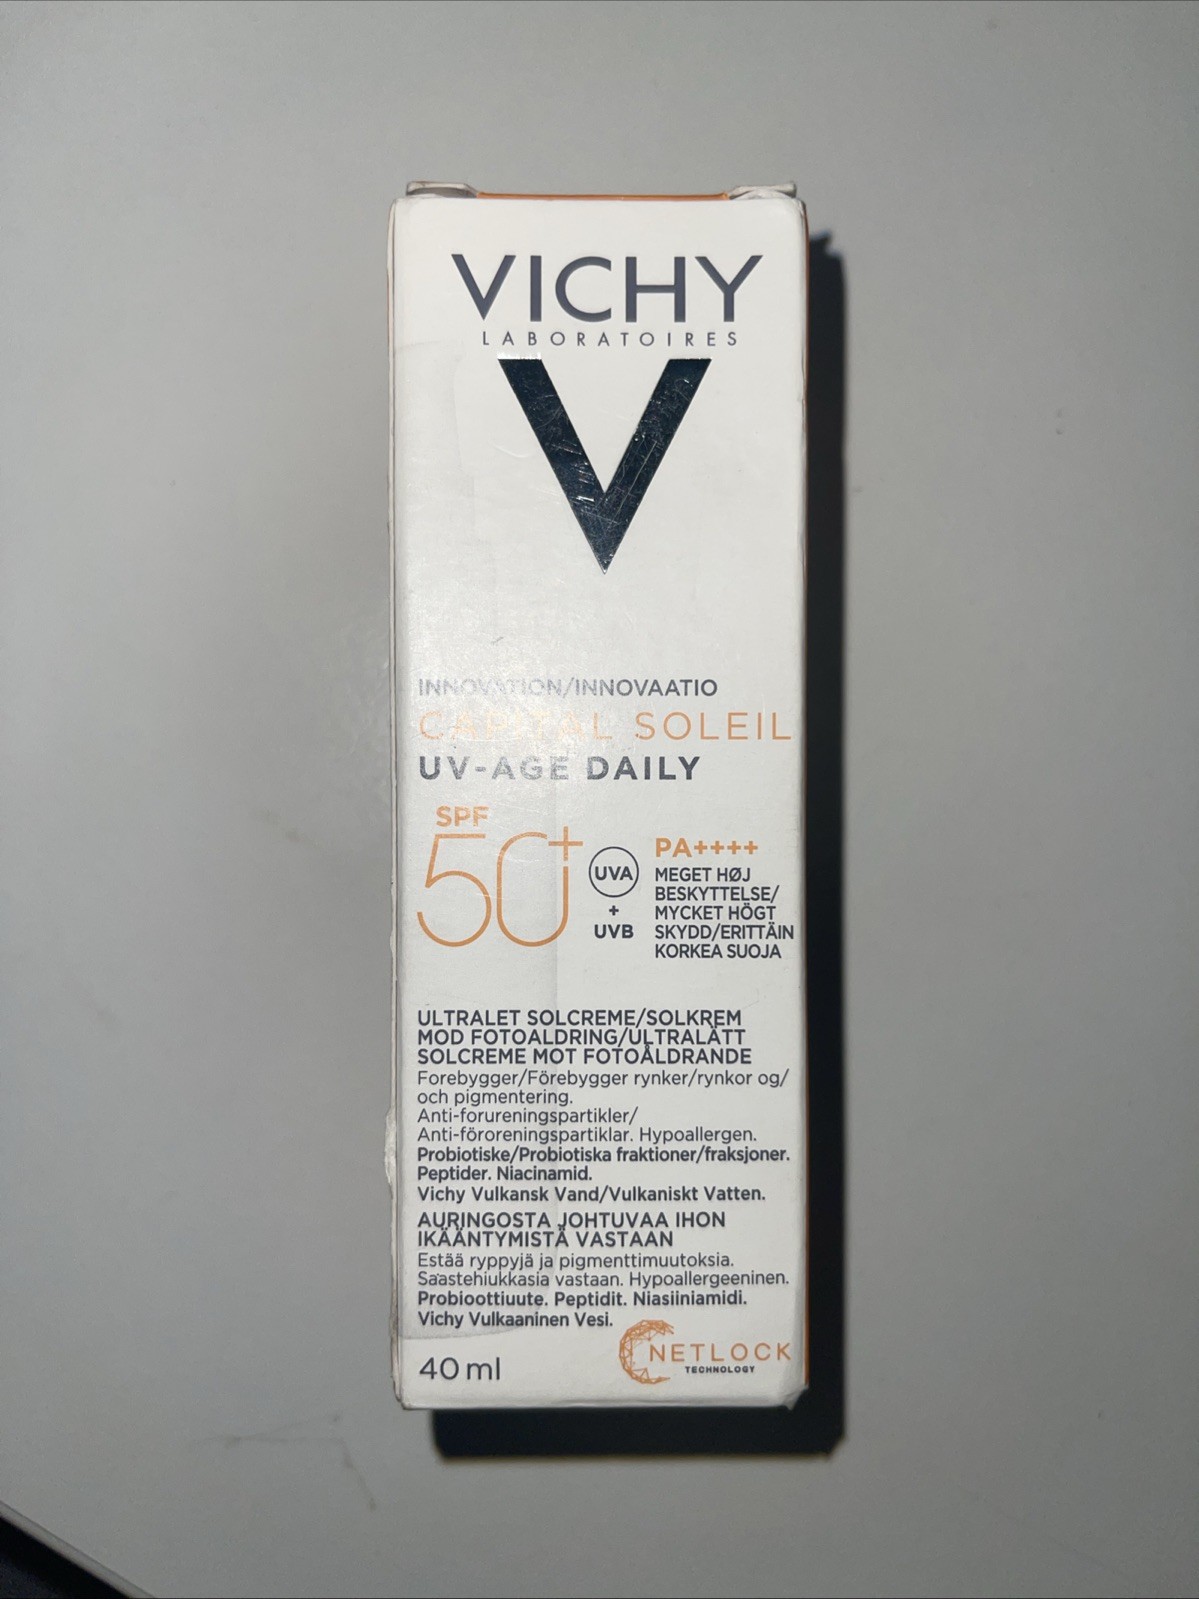 VICHY
LABORATOIRES
V
INNOVATION/INNOVAATIO
CAPITAL SOLEIL
UV-AGE DAILY
SPF
50+
UVA
+
UVB
PA++++
MEGET HØJ
BESKYTTELSE/
MYCKET HÖGT
SKYDD/ERITTÄIN
KORKEA SUOJA
ULTRALET SOLCREME/SOLKREM
MOD FOTOALDRING/ULTRALÄTT
SOLCREME MOT FOTOÅLDRANDE
Forebygger/Förebygger rynker/rynkor og/
och pigmentering.
Anti-forureningspartikler/
Anti-föroreningspartiklar. Hypoallergen.
Probiotiske/Probiotiska fraktioner/fraksjoner.
Peptider. Niacinamid.
Vichy Vulkansk Vand/Vulkaniskt Vatten.
AURINGOSTA JOHTUVAA IHON
IKÄÄNTYMISTÄ VASTAAN
Estää ryppyjä ja pigmenttimuutoksia.
Saastehiukkasia vastaan. Hypoallergeeninen.
Probioottiuute. Peptidit. Niasiiniamidi.
Vichy Vulkaaninen Vesi.
40 ml
NETLOCK
TECHNOLOGY